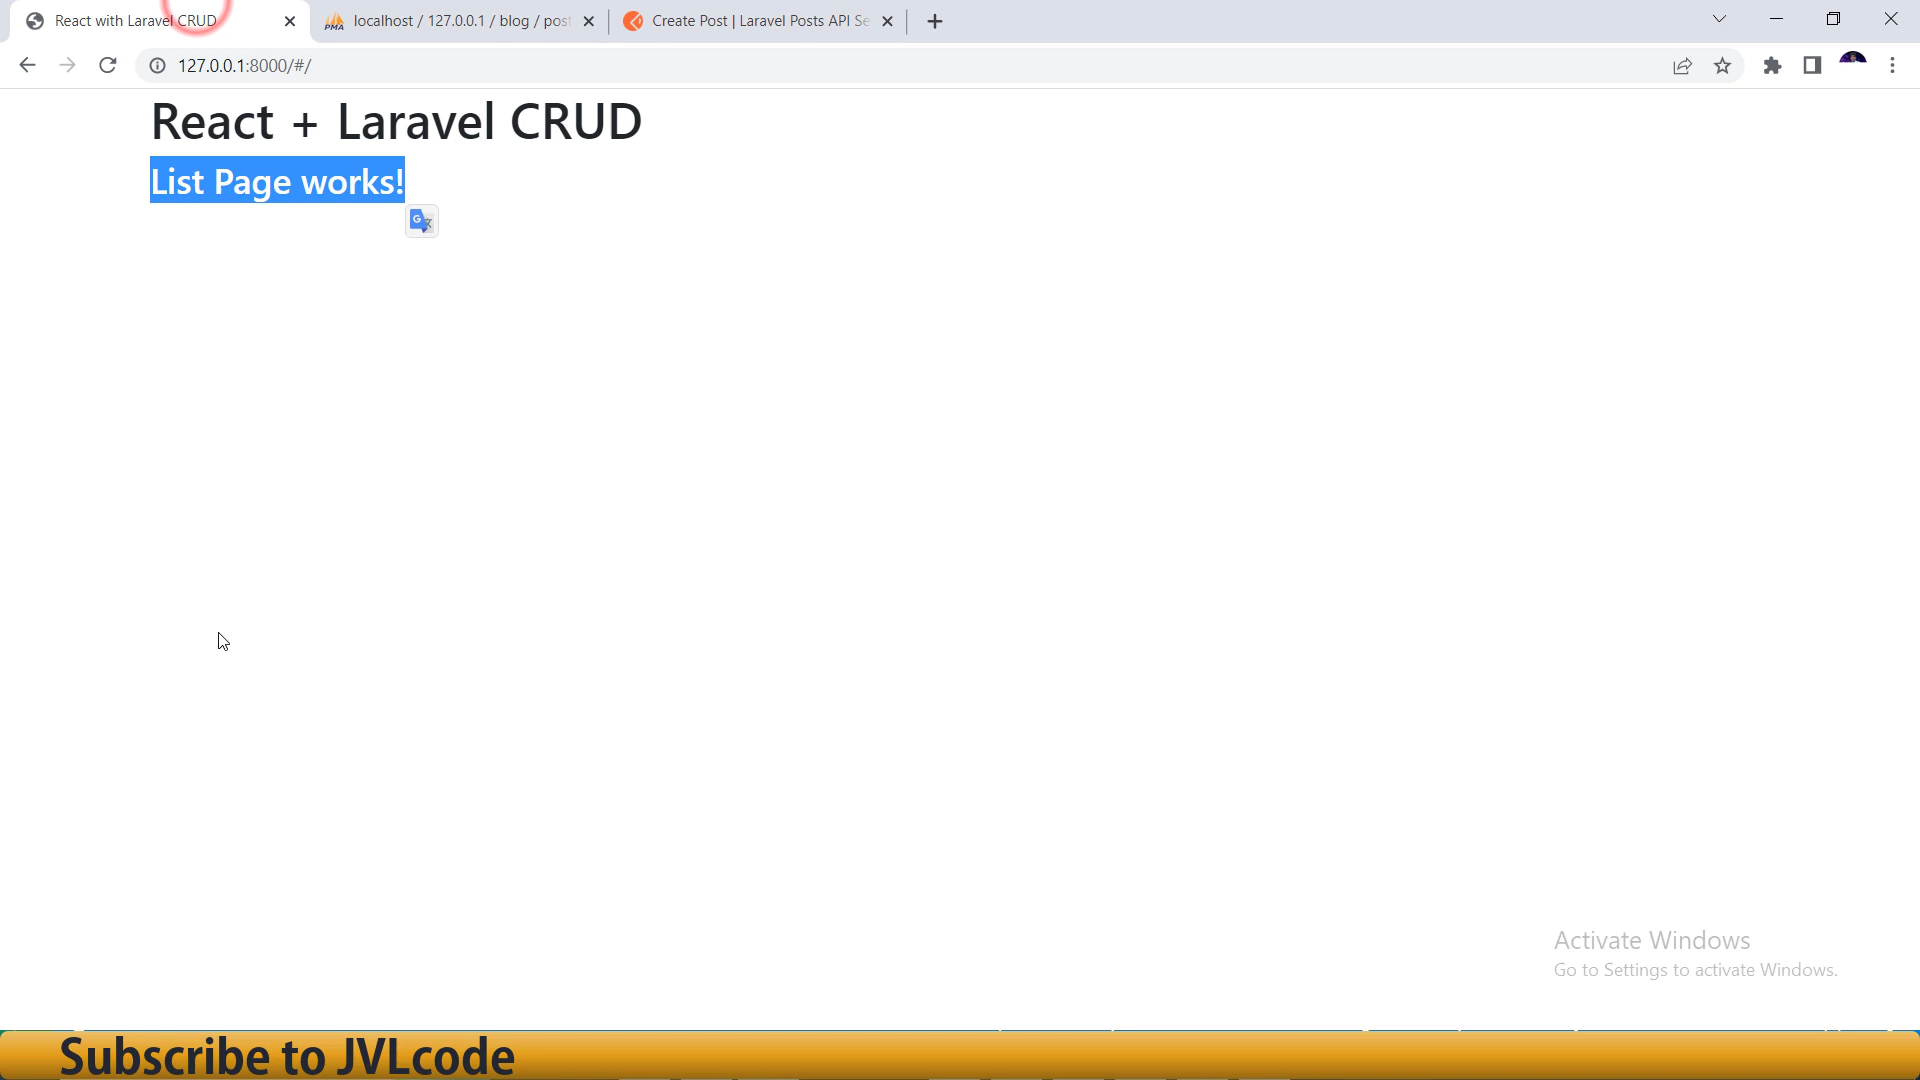 React with Laravel CRUD
localhost / 127.0.0.1 / blog / post
Create Post | Laravel Posts API Se
127.0.0.1:8000/#/
React + Laravel CRUD
List Page works!
Activate Windows
Go to Settings to activate Windows.
Subscribe to JVLcode